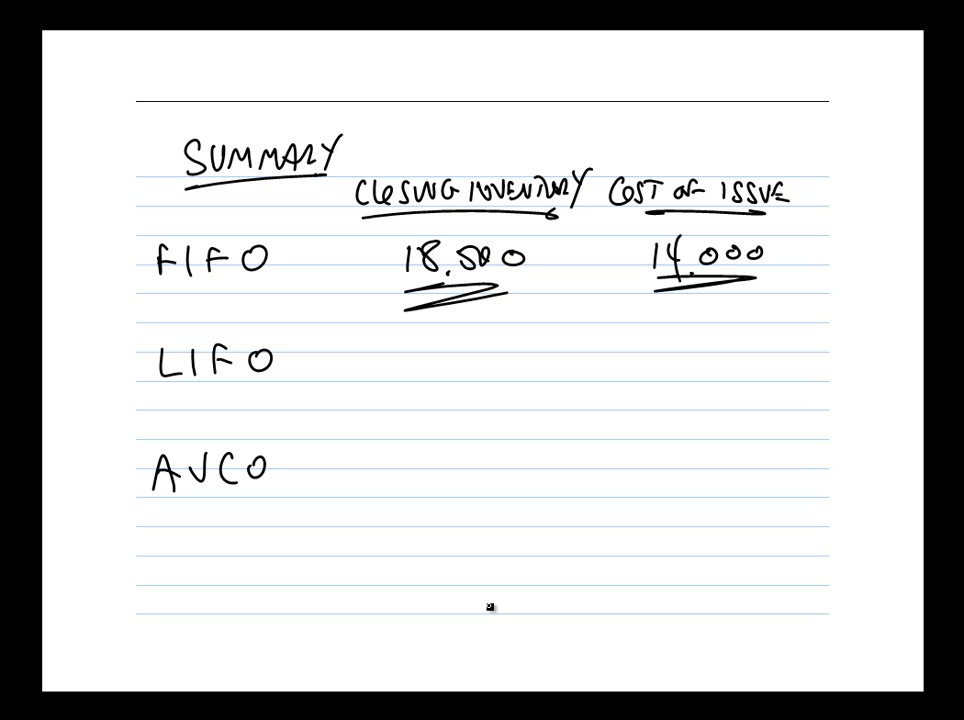 SUMMARY
CLOSING INVENTORY COST OF ISSUE
FIFO 18.500 14.000
LIFO
AVCO